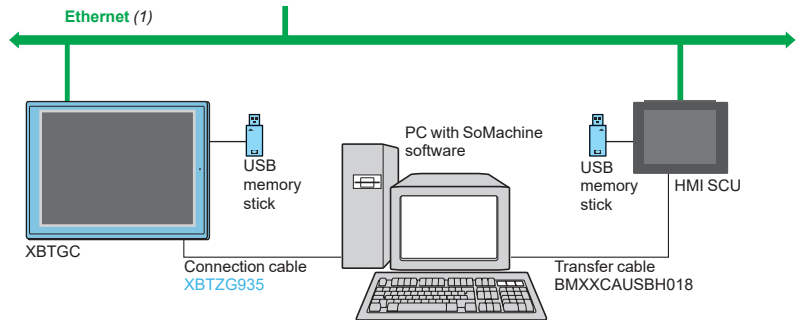 Ethernet (1)
PC with SoMachine
software
USB
memory
stick
USB
memory
stick
HMI SCU
XBTGC
Connection cable
XBTZG935
Transfer cable
BMXXCAUSBH018